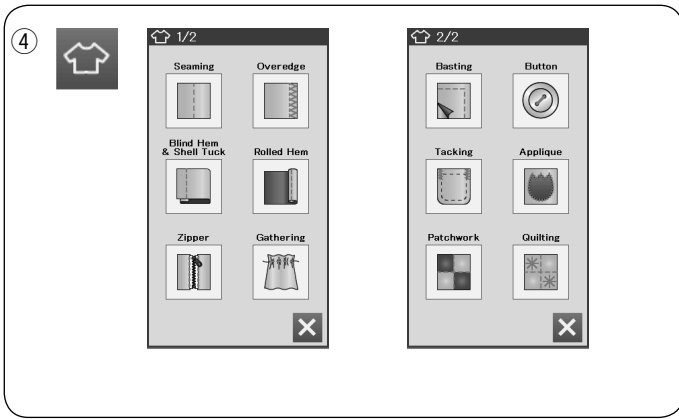 ④
1/2
Seaming
Overedge
Blind Hem
& Shell Tuck
Rolled Hem
Zipper
Gathering
2/2
Basting
Button
Tacking
Applique
Patchwork
Quilting